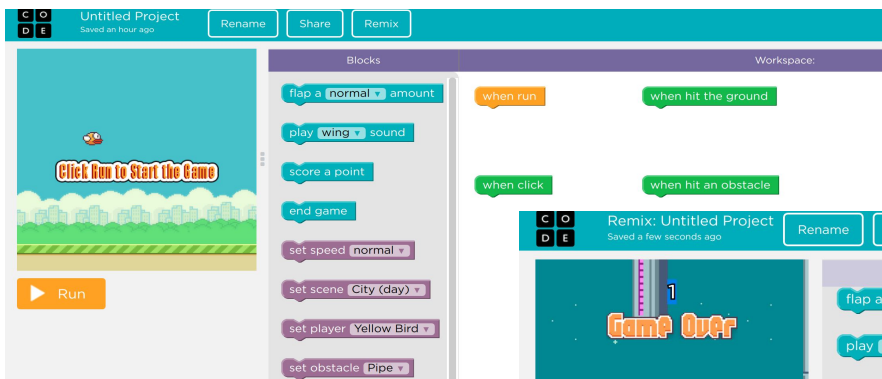 C O
D E
Untitled Project
Saved an hour ago
Rename
Share
Remix
Click Run to Start the Game
Run
Blocks
flap a normal amount
play wing sound
score a point
end game
set speed normal
set scene City (day)
set player Yellow Bird
set obstacle Pipe
Workspace:
when run
when hit the ground
when click
when hit an obstacle
C O
D E
Remix: Untitled Project
Saved a few seconds ago
Rename
1
Game Over
flap a
play